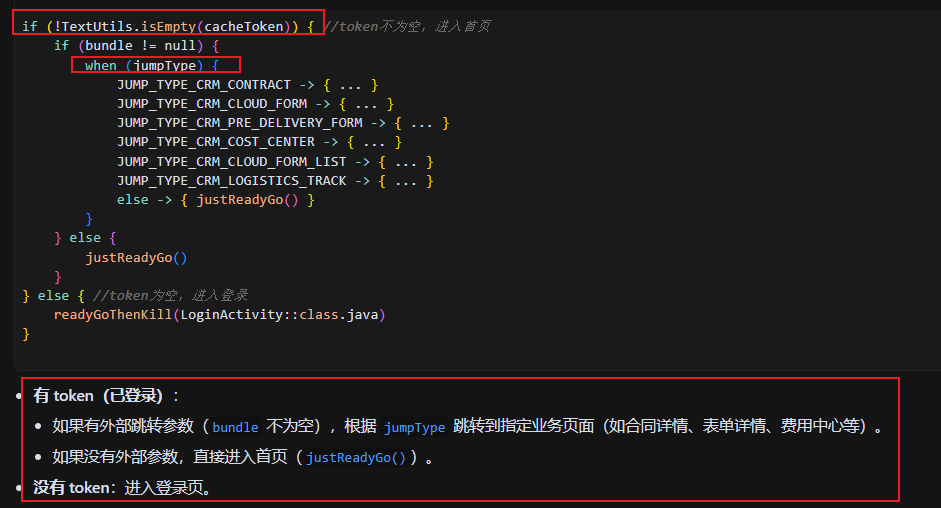 if (!TextUtils.isEmpty(cacheToken)) { //token不为空，进入首页
if (bundle != null) {
when (jumpType) {
JUMP_TYPE_CRM_CONTRACT -> { ... }
JUMP_TYPE_CRM_CLOUD_FORM -> { ... }
JUMP_TYPE_CRM_PRE_DELIVERY_FORM -> { ... }
JUMP_TYPE_CRM_COST_CENTER -> { ... }
JUMP_TYPE_CRM_CLOUD_FORM_LIST -> { ... }
JUMP_TYPE_CRM_LOGISTICS_TRACK -> { ... }
else -> { justReadyGo() }
}
} else {
justReadyGo()
}
} else { //token为空，进入登录
readyGoThenKill(LoginActivity::class.java)
}
有 token（已登录）：
如果有外部跳转参数（bundle 不为空），根据 jumpType 跳转到指定业务页面（如合同详情、表单详情、费用中心等）。
如果没有外部参数，直接进入首页（justReadyGo()）。
没有 token：进入登录页。